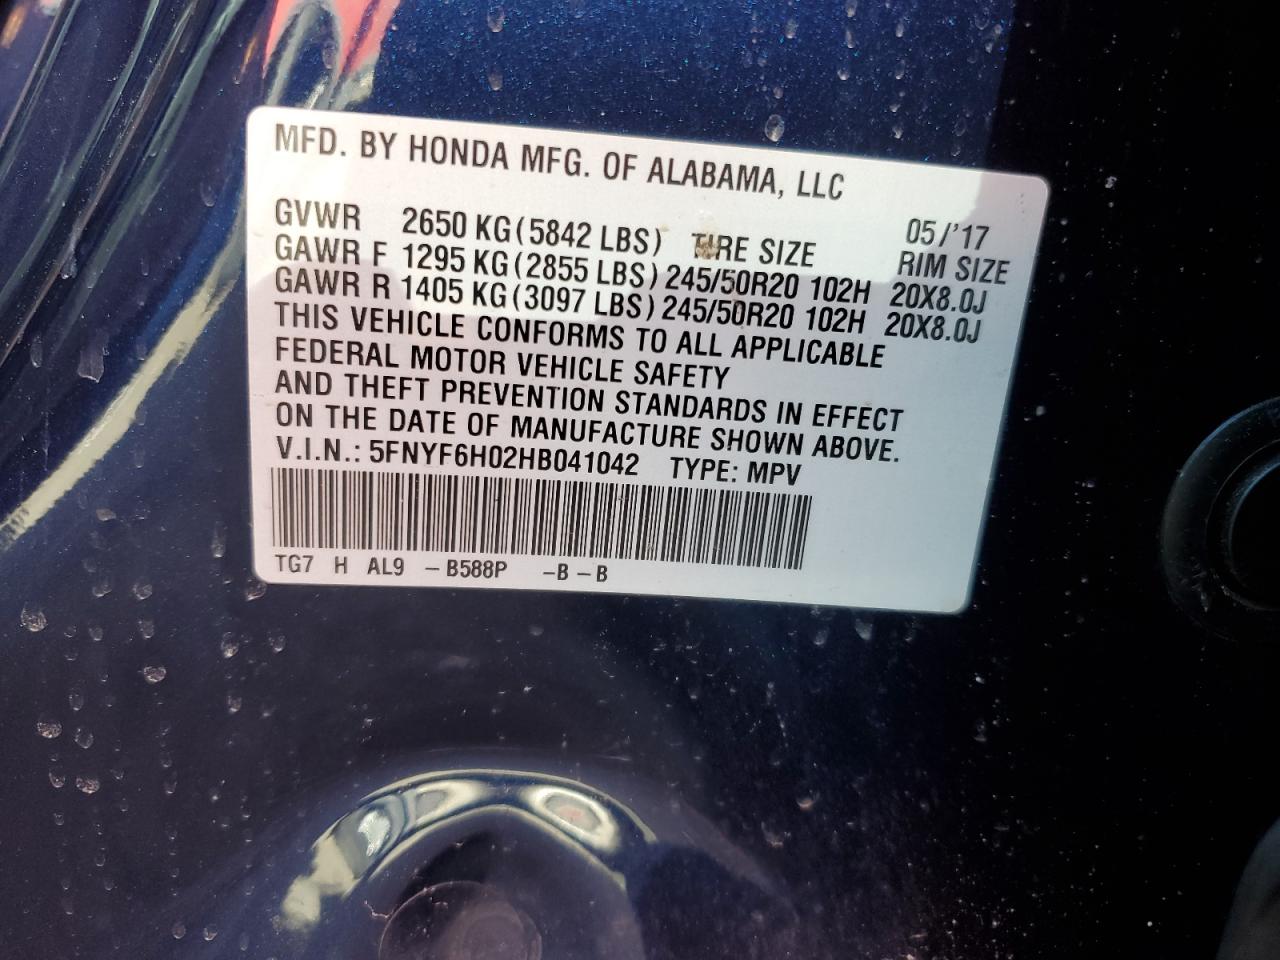 MFD. BY HONDA MFG. OF ALABAMA, LLC
GVWR 2650 KG (5842 LBS) TIRE SIZE 05/'17 RIM SIZE
GAWR F 1295 KG (2855 LBS) 245/50R20 102H 20X8.0J
GAWR R 1405 KG (3097 LBS) 245/50R20 102H 20X8.0J
THIS VEHICLE CONFORMS TO ALL APPLICABLE
FEDERAL MOTOR VEHICLE SAFETY
AND THEFT PREVENTION STANDARDS IN EFFECT
ON THE DATE OF MANUFACTURE SHOWN ABOVE.
V.I.N.: 5FNYF6H02HB041042 TYPE: MPV
TG7 H AL9 -B588P -B-B